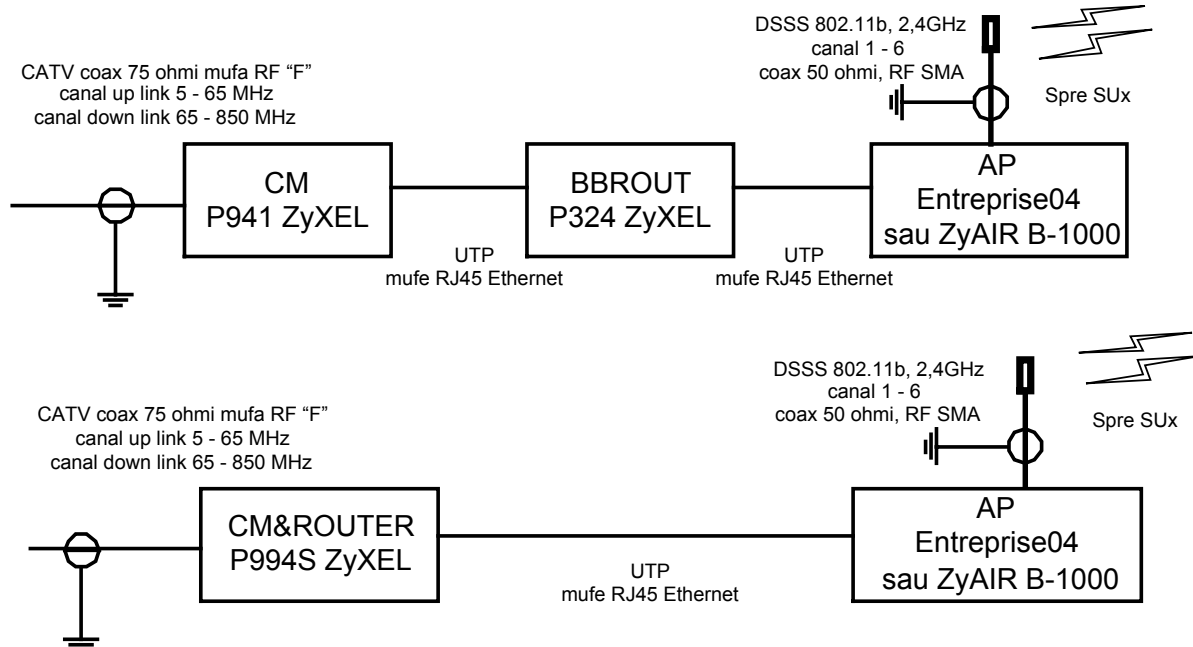 DSSS 802.11b, 2,4GHz
canal 1 - 6
coax 50 ohmi, RF SMA
Spre SUx
CATV coax 75 ohmi mufa RF “F”
canal up link 5 - 65 MHz
canal down link 65 - 850 MHz
CM
P941 ZyXEL
BBROUT
P324 ZyXEL
AP
Entreprise04
sau ZyAIR B-1000
UTP
mufe RJ45 Ethernet
UTP
mufe RJ45 Ethernet
DSSS 802.11b, 2,4GHz
canal 1 - 6
coax 50 ohmi, RF SMA
Spre SUx
CATV coax 75 ohmi mufa RF “F”
canal up link 5 - 65 MHz
canal down link 65 - 850 MHz
CM&ROUTER
P994S ZyXEL
AP
Entreprise04
sau ZyAIR B-1000
UTP
mufe RJ45 Ethernet